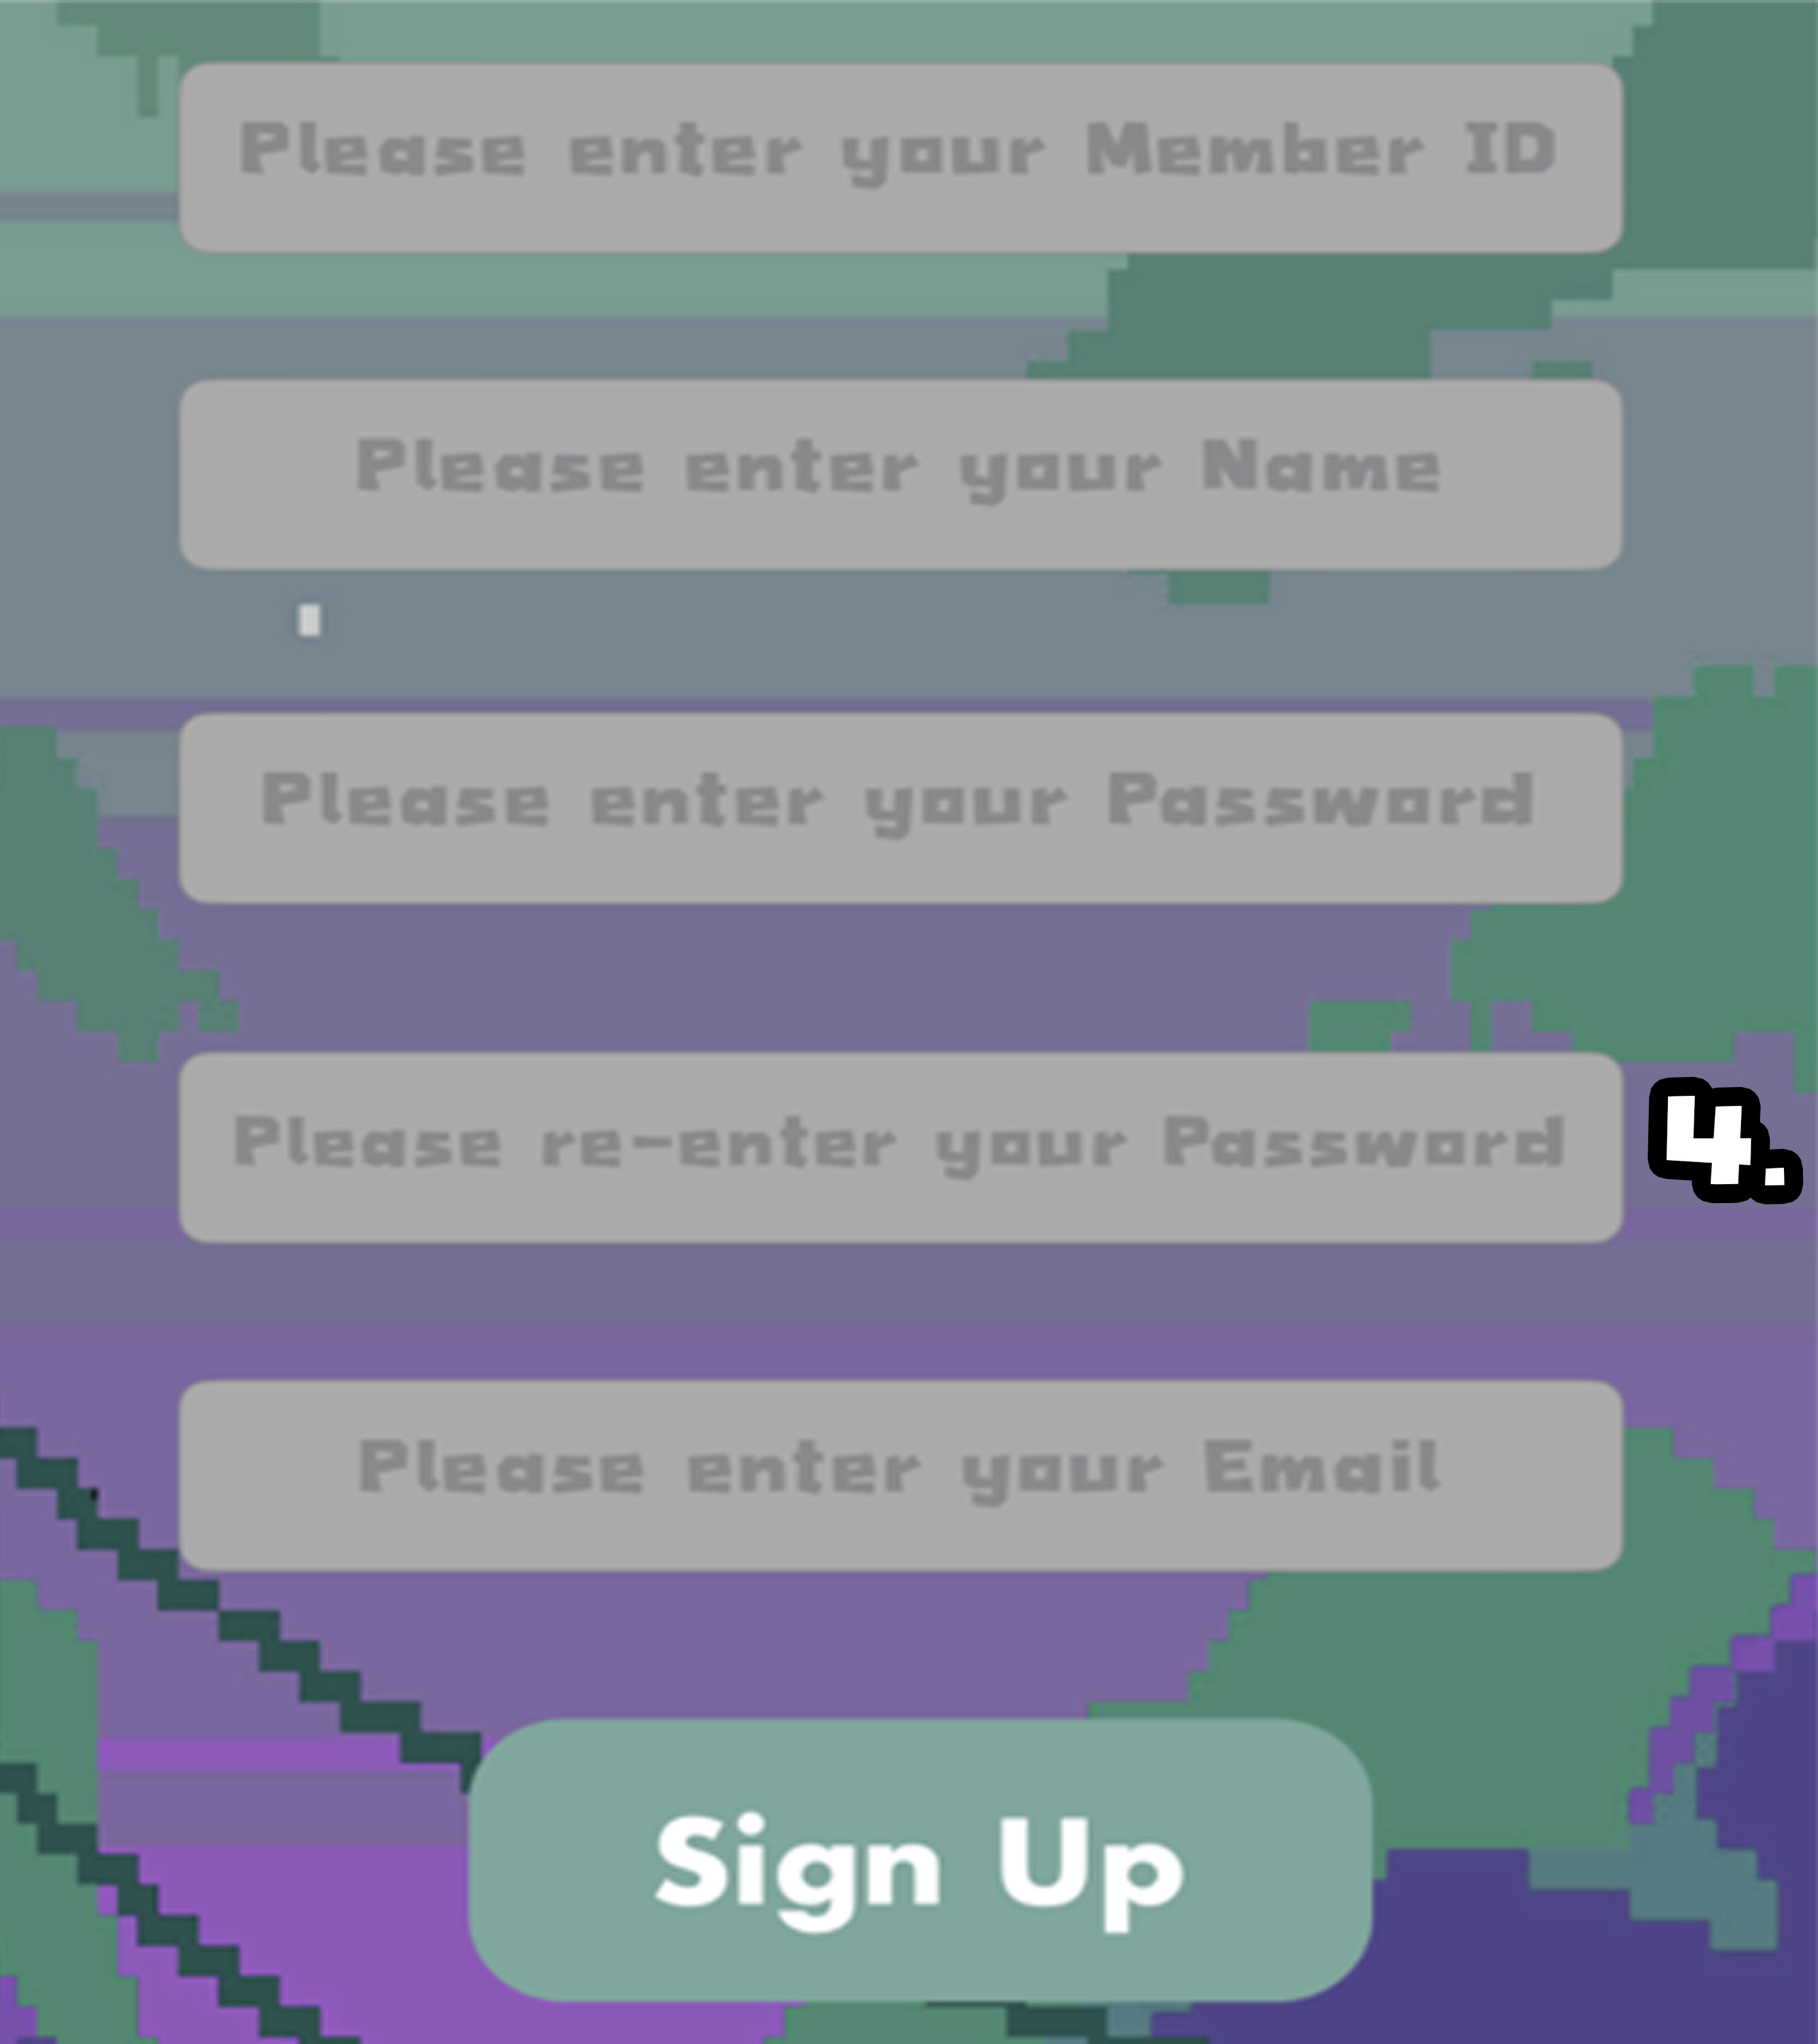 Please enter your Member ID
Please enter your Name
Please enter your Password
Please re-enter your Password
4.
Please enter your Email
Sign Up